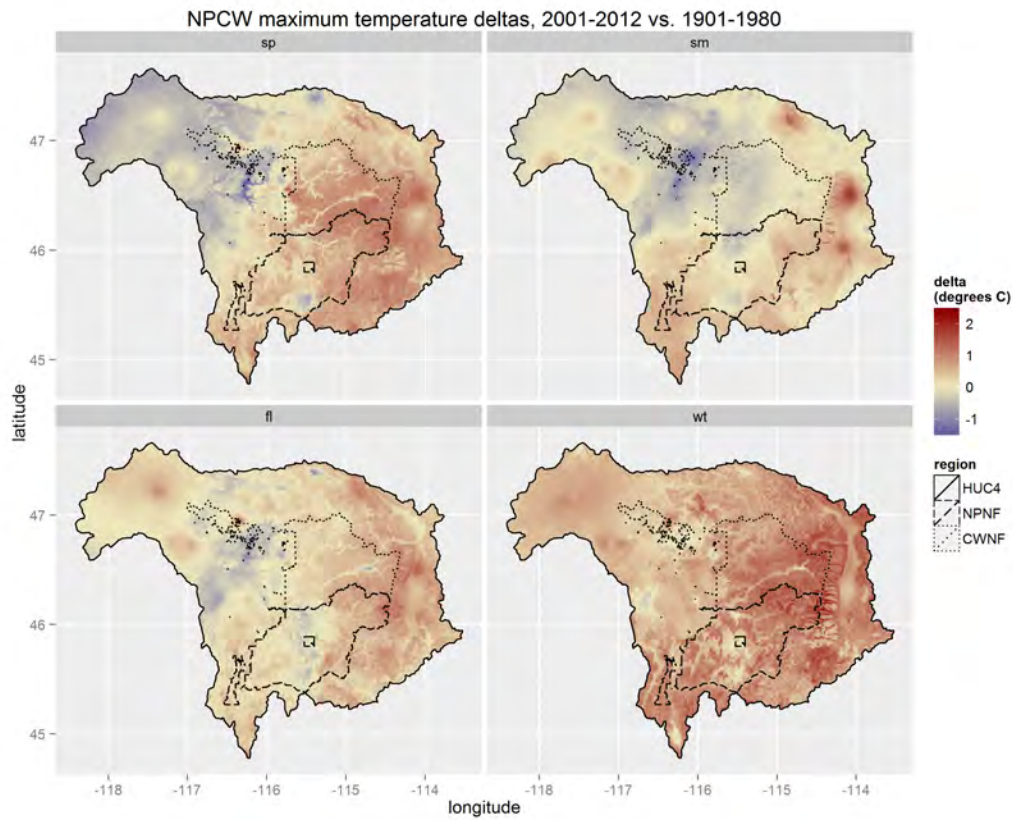 NPCW maximum temperature deltas, 2001-2012 vs. 1901-1980
sp
sm
47
46
45
latitude
fl
wt
47
46
45
-118
-117
-116
-115
-114
-118
-117
-116
-115
-114
longitude
delta
(degrees C)
2
1
0
-1
region
HUC4
NPNF
CWNF